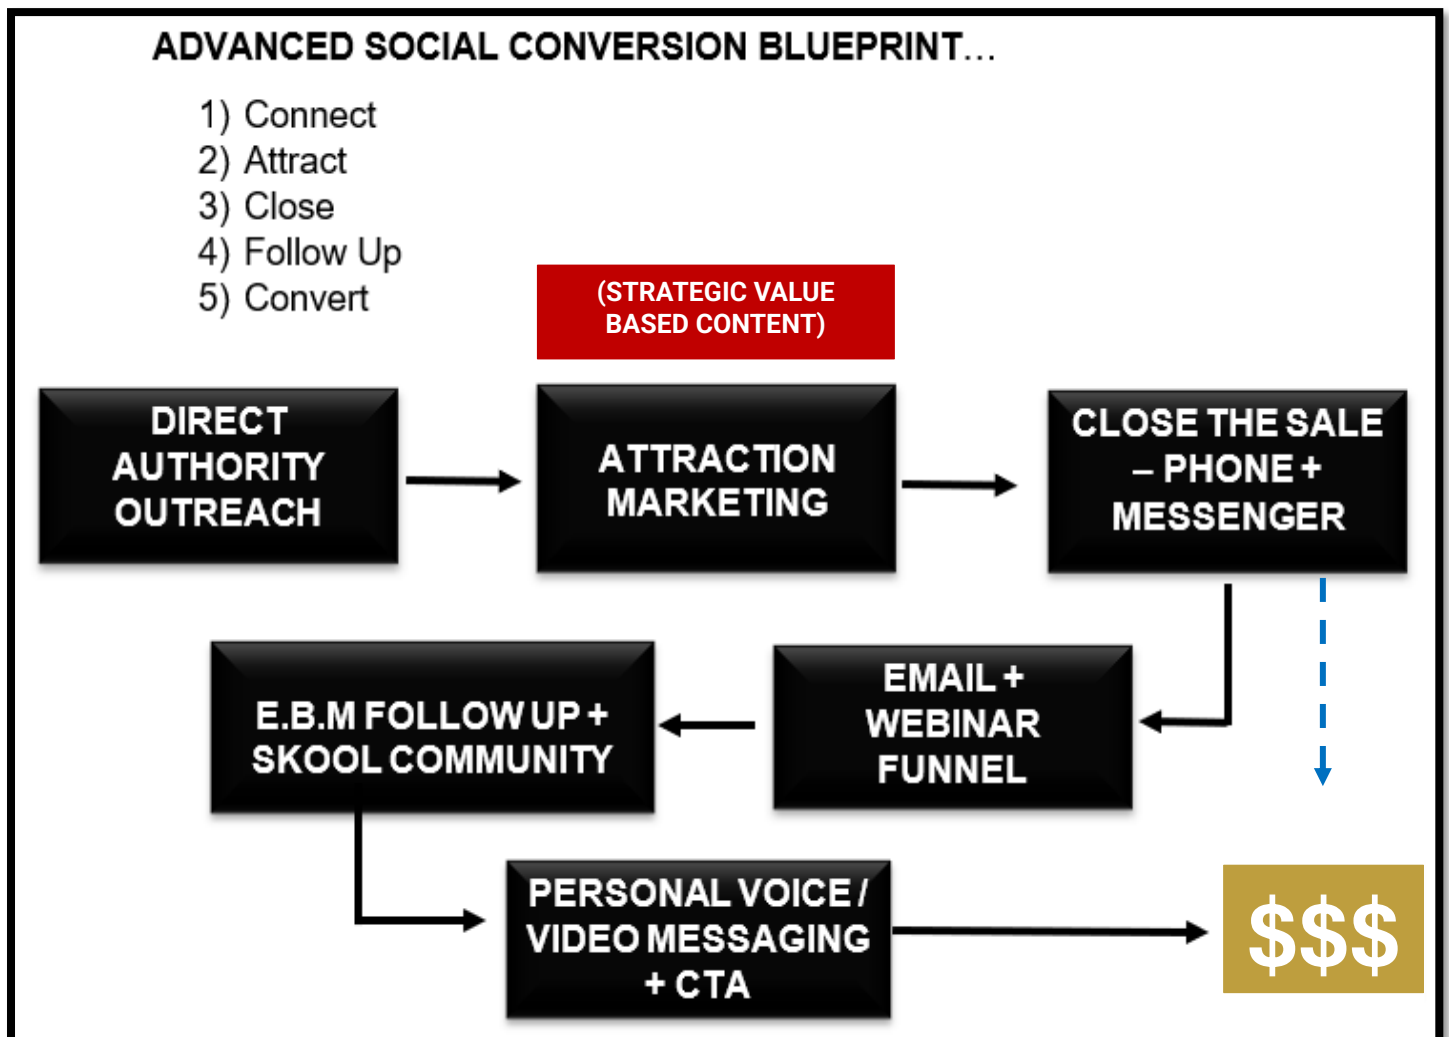 ADVANCED SOCIAL CONVERSION BLUEPRINT...
1) Connect
2) Attract
3) Close
4) Follow Up
5) Convert
(STRATEGIC VALUE
BASED CONTENT)
DIRECT
AUTHORITY
OUTREACH
ATTRACTION
MARKETING
CLOSE THE SALE
– PHONE +
MESSENGER
EMAIL +
WEBINAR
FUNNEL
E.B.M FOLLOW UP +
SKOOL COMMUNITY
PERSONAL VOICE /
VIDEO MESSAGING
+ CTA
$$$